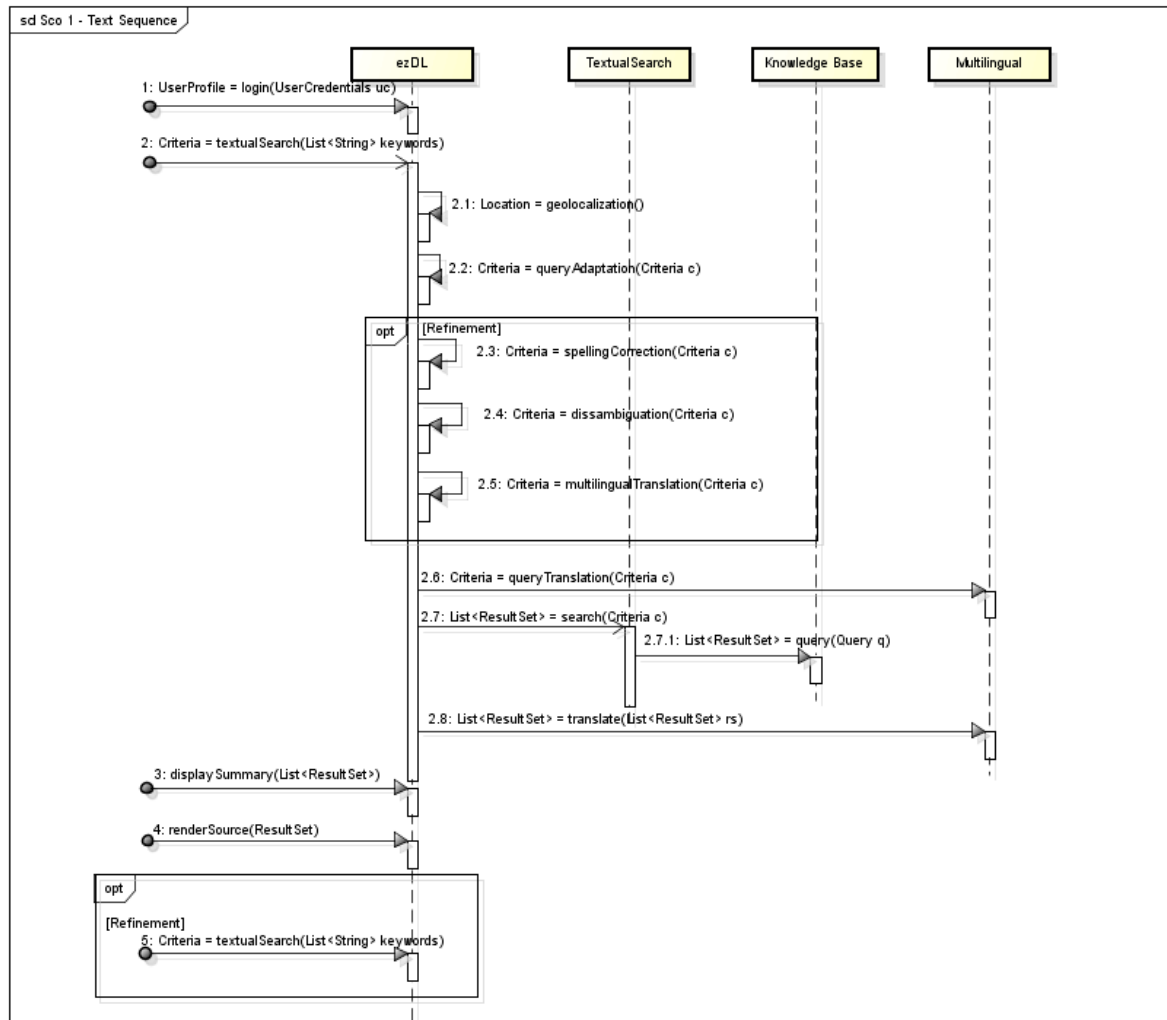 sd Sco 1 - Text Sequence
ezDL
TextualSearch
Knowledge Base
Multilingual
1: UserProfile = login(UserCredentials uc)
2: Criteria = textualSearch(List<String> keywords)
2.1: Location = geolocalization()
2.2: Criteria = queryAdaptation(Criteria c)
opt
[Refinement]
2.3: Criteria = spellingCorrection(Criteria c)
2.4: Criteria = dissambiguation(Criteria c)
2.5: Criteria = multilingualTranslation(Criteria c)
2.6: Criteria = queryTranslation(Criteria c)
2.7: List<ResultSet> = search(Criteria c)
2.7.1: List<ResultSet> = query(Query q)
2.8: List<ResultSet> = translate(List<ResultSet> rs)
3: displaySummary(List<ResultSet>)
4: renderSource(ResultSet)
opt
[Refinement]
5: Criteria = textualSearch(List<String> keywords)